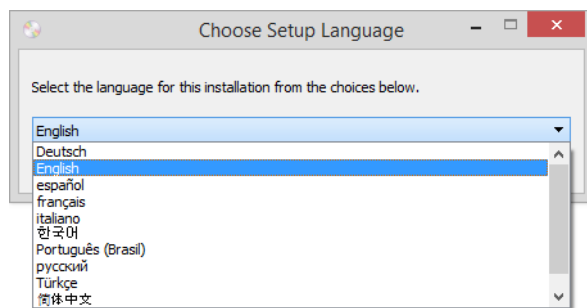 Choose Setup Language
Select the language for this installation from the choices below.
English
Deutsch
English
español
français
italiano
한국어
Português (Brasil)
русский
Türkçe
简体中文